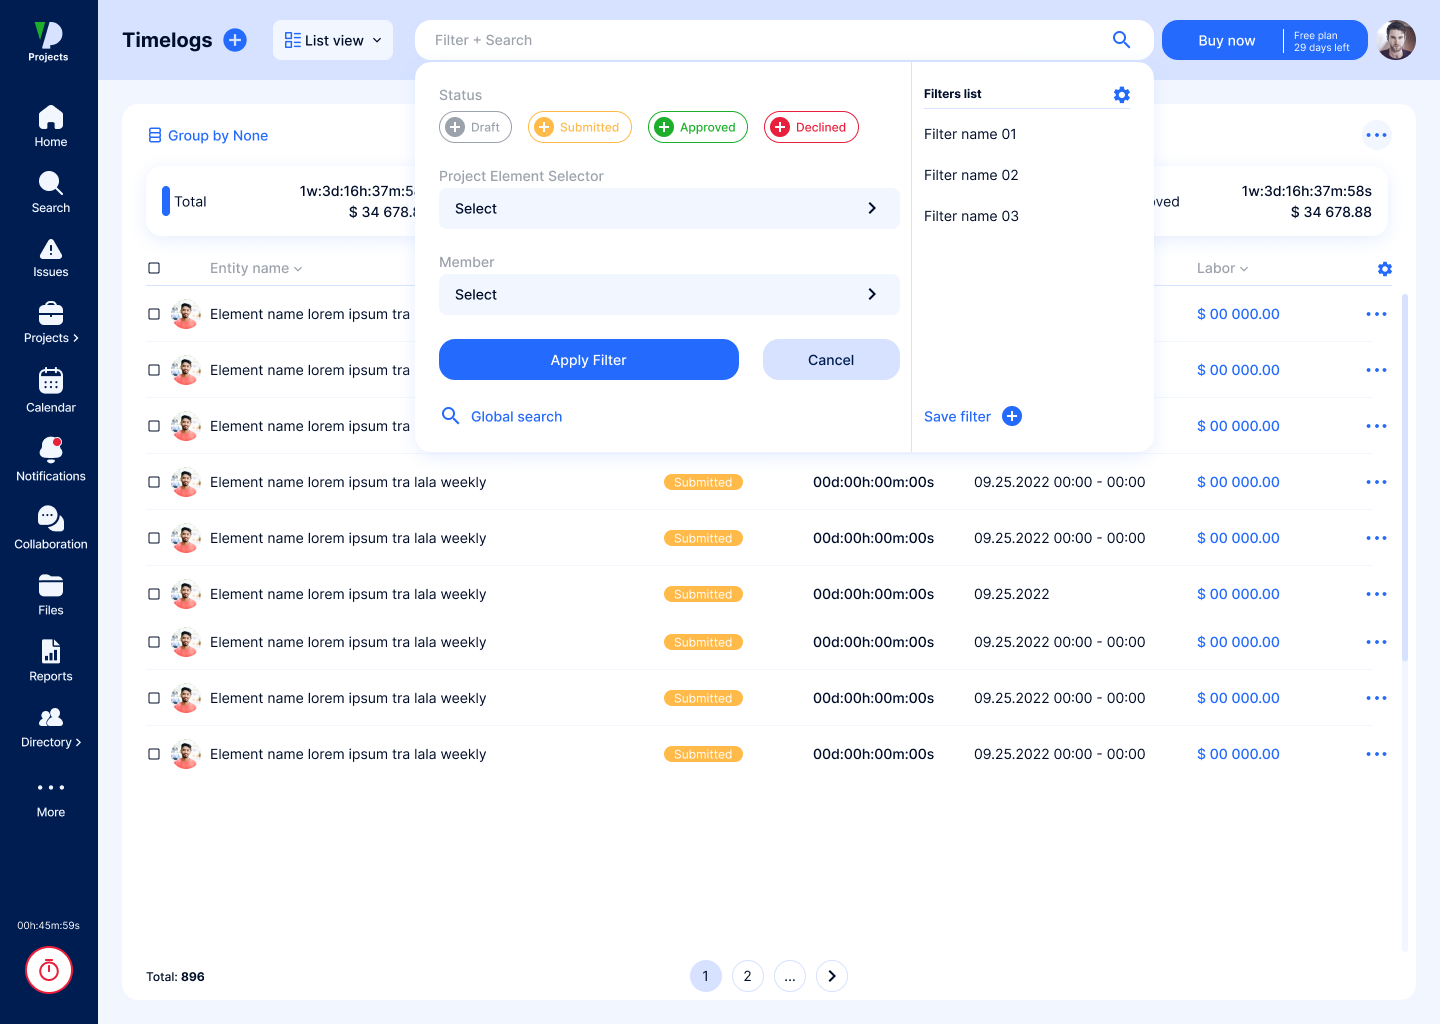 Projects
Home
Search
Issues
Projects
Calendar
Notifications
Collaboration
Files
Reports
Directory
More
00h:45m:59s
Timelogs
List view
Filter + Search
Buy now
Free plan
29 days left
Group by None
Total
1w:3d:16h:37m:5
$ 34 678.8
oved
1w:3d:16h:37m:58s
$ 34 678.88
Status
Draft
Submitted
Approved
Declined
Project Element Selector
Select
Member
Select
Apply Filter
Cancel
Global search
Filters list
Filter name 01
Filter name 02
Filter name 03
Save filter
Entity name
Labor
Element name lorem ipsum tra
$ 00 000.00
Element name lorem ipsum tra
$ 00 000.00
Element name lorem ipsum tra
$ 00 000.00
Element name lorem ipsum tra lala weekly
Submitted
00d:00h:00m:00s
09.25.2022 00:00 - 00:00
$ 00 000.00
Element name lorem ipsum tra lala weekly
Submitted
00d:00h:00m:00s
09.25.2022 00:00 - 00:00
$ 00 000.00
Element name lorem ipsum tra lala weekly
Submitted
00d:00h:00m:00s
09.25.2022
$ 00 000.00
Element name lorem ipsum tra lala weekly
Submitted
00d:00h:00m:00s
09.25.2022 00:00 - 00:00
$ 00 000.00
Element name lorem ipsum tra lala weekly
Submitted
00d:00h:00m:00s
09.25.2022 00:00 - 00:00
$ 00 000.00
Element name lorem ipsum tra lala weekly
Submitted
00d:00h:00m:00s
09.25.2022 00:00 - 00:00
$ 00 000.00
Total: 896
1
2
...